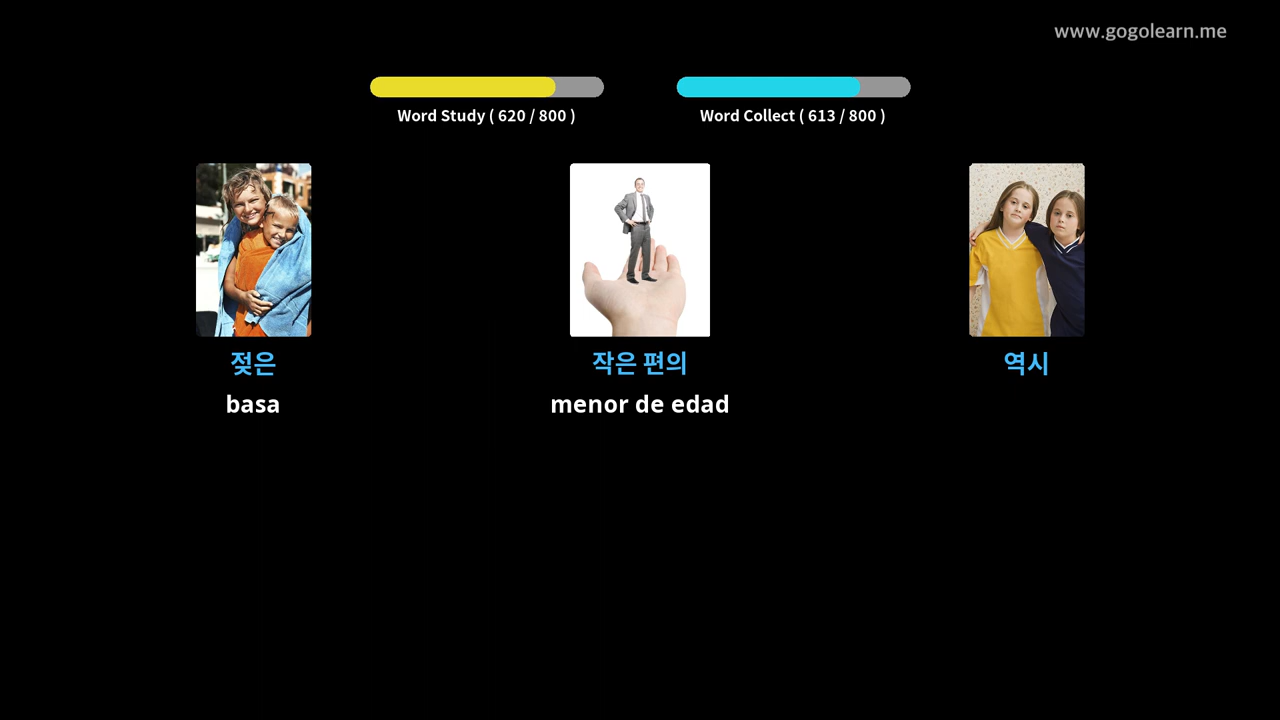 www.gogolearn.me
Word Study ( 620 / 800 )
Word Collect ( 613 / 800 )
젖은
작은 편의
역시
basa
menor de edad